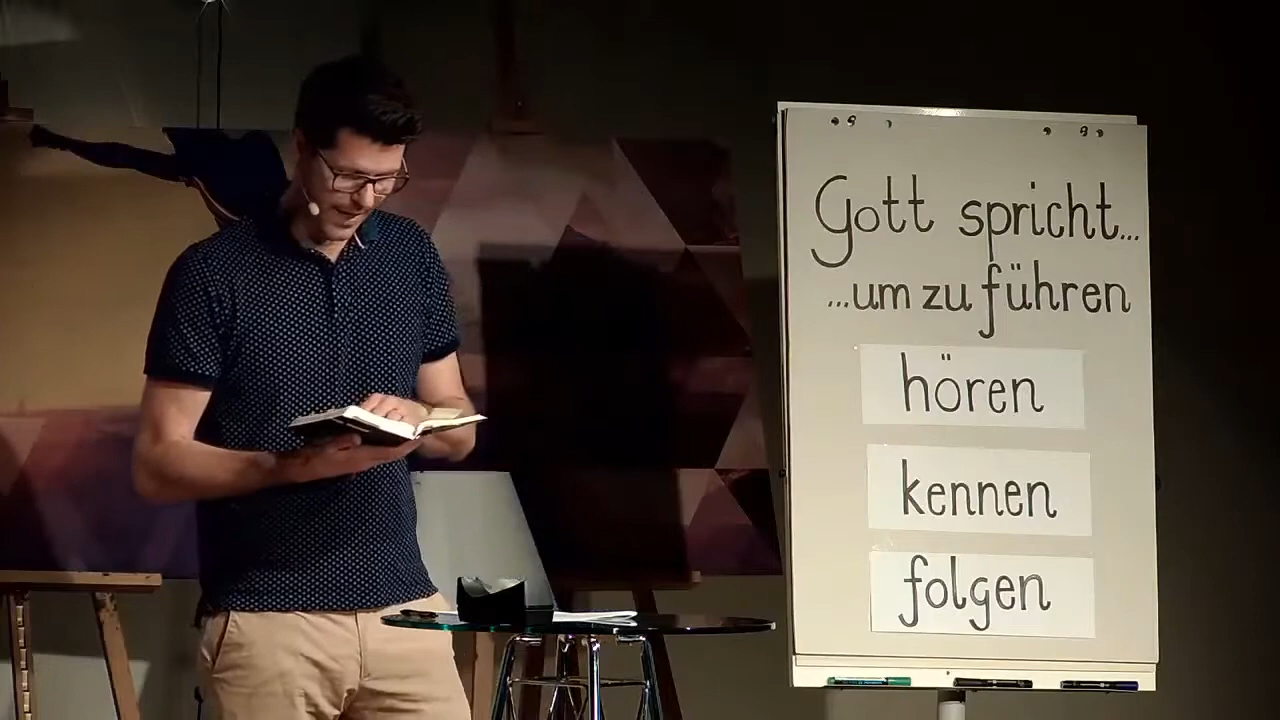 Gott spricht...
...um zu führen
hören
kennen
folgen